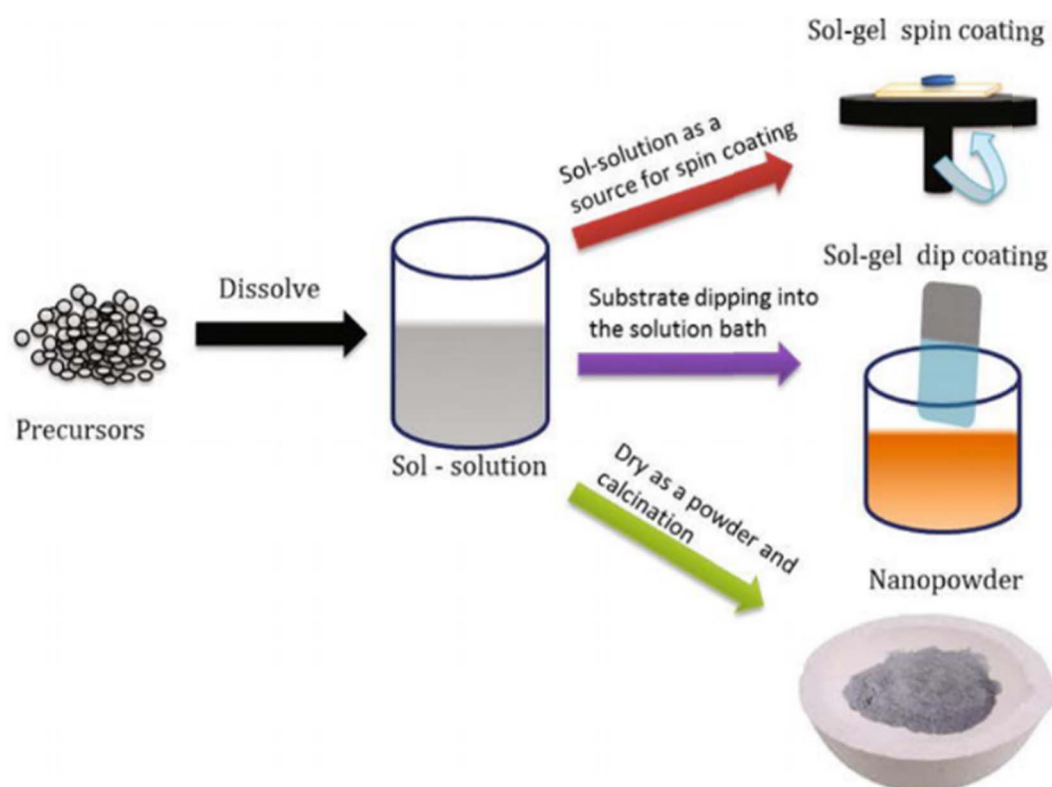 Sol-gel spin coating
Sol-solution as a
source for spin coating
Sol-gel dip coating
Dissolve
Substrate dipping into
the solution bath
Precursors
Sol - solution
Dry as a powder and
calcination
Nanopowder